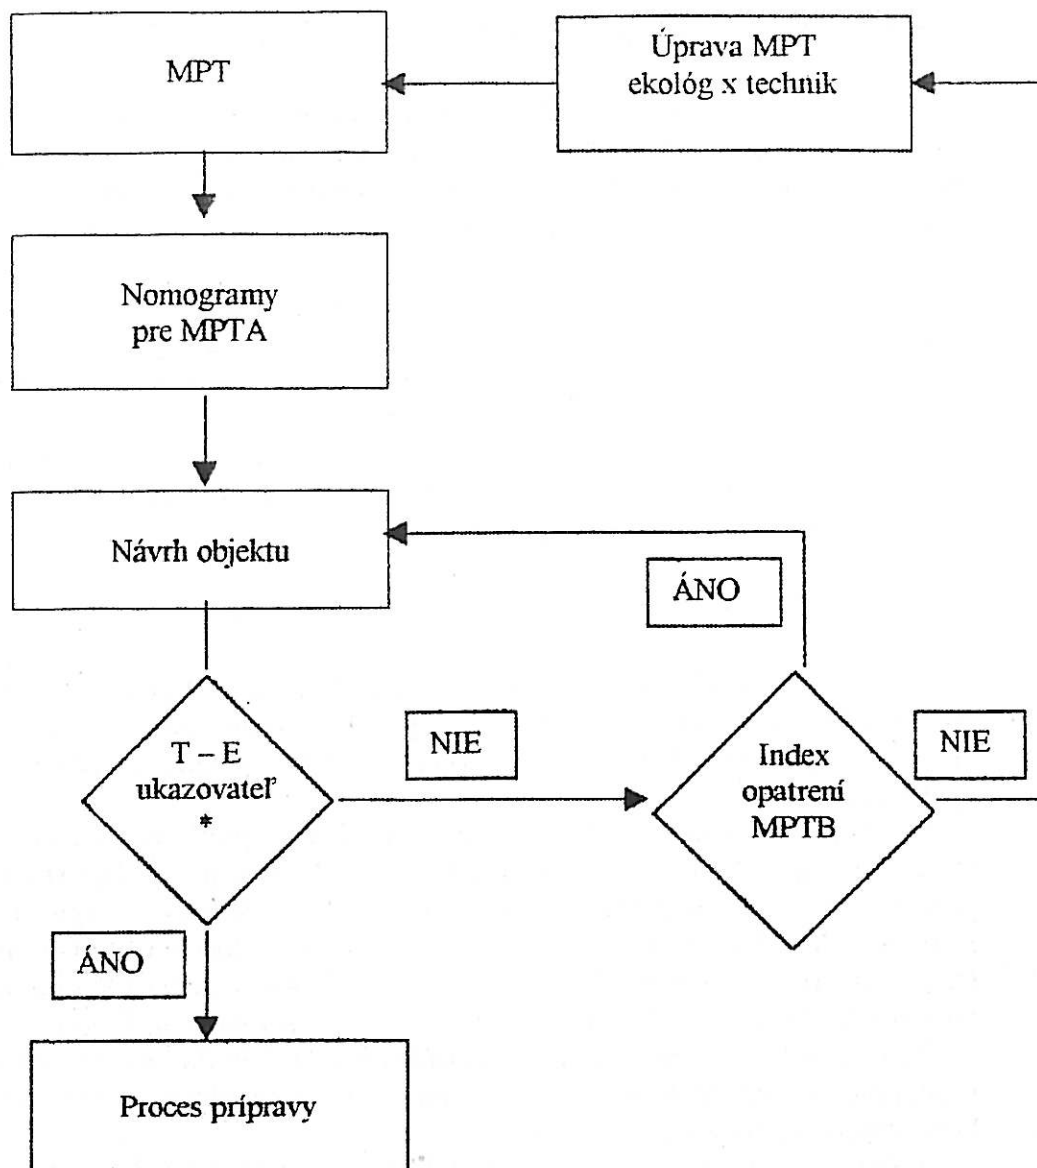 MPT
Úprava MPT
ekológ x technik
Nomogramy
pre MPTA
Návrh objektu
ÁNO
T – E
ukazovateľ
*
NIE
Index
opatrení
MPTB
NIE
ÁNO
Proces prípravy